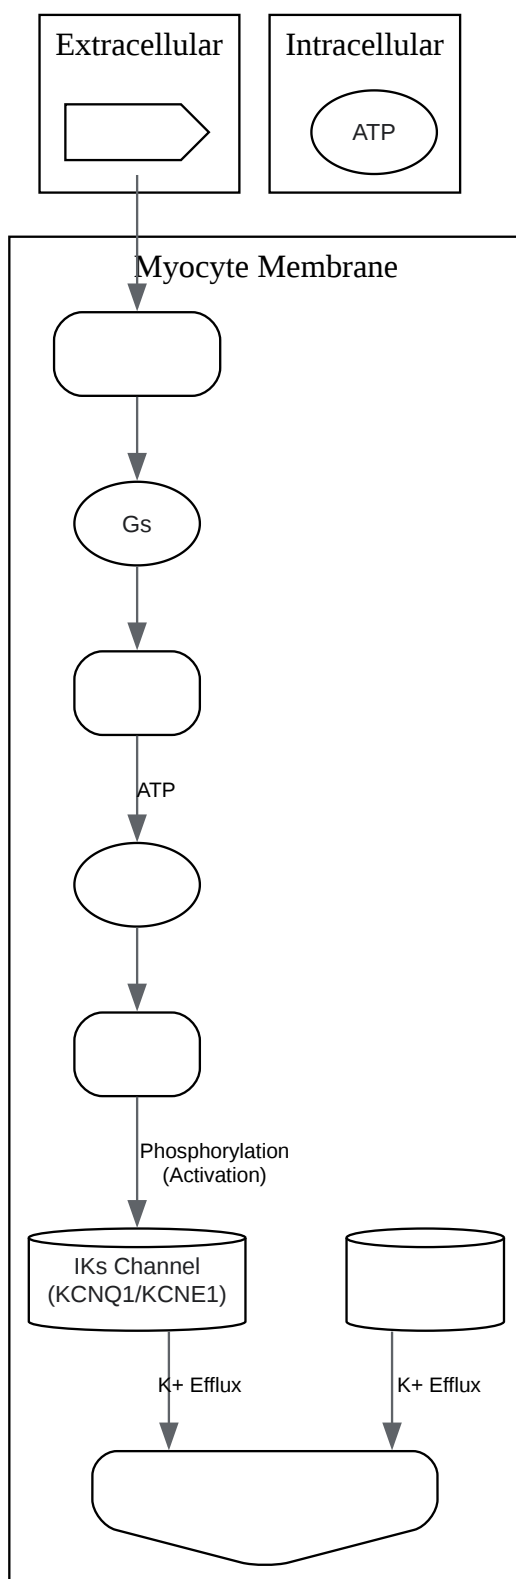 Extracellular
Intracellular
ATP
Myocyte Membrane
Gs
ATP
Phosphorylation
(Activation)
IKs Channel
(KCNQ1/KCNE1)
K+ Efflux
K+ Efflux